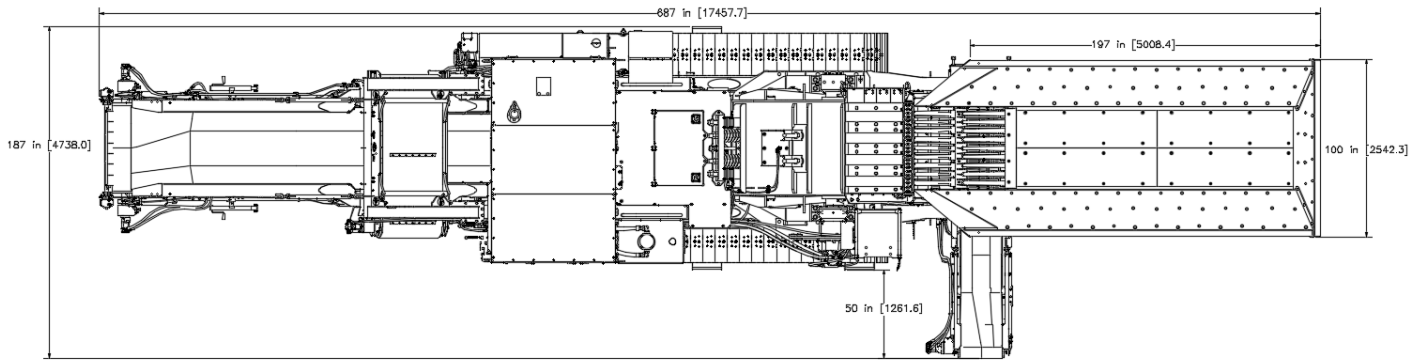 687 in [17457.7]
197 in [5008.4]
187 in [4738.0]
100 in [2542.3]
50 in [1261.6]